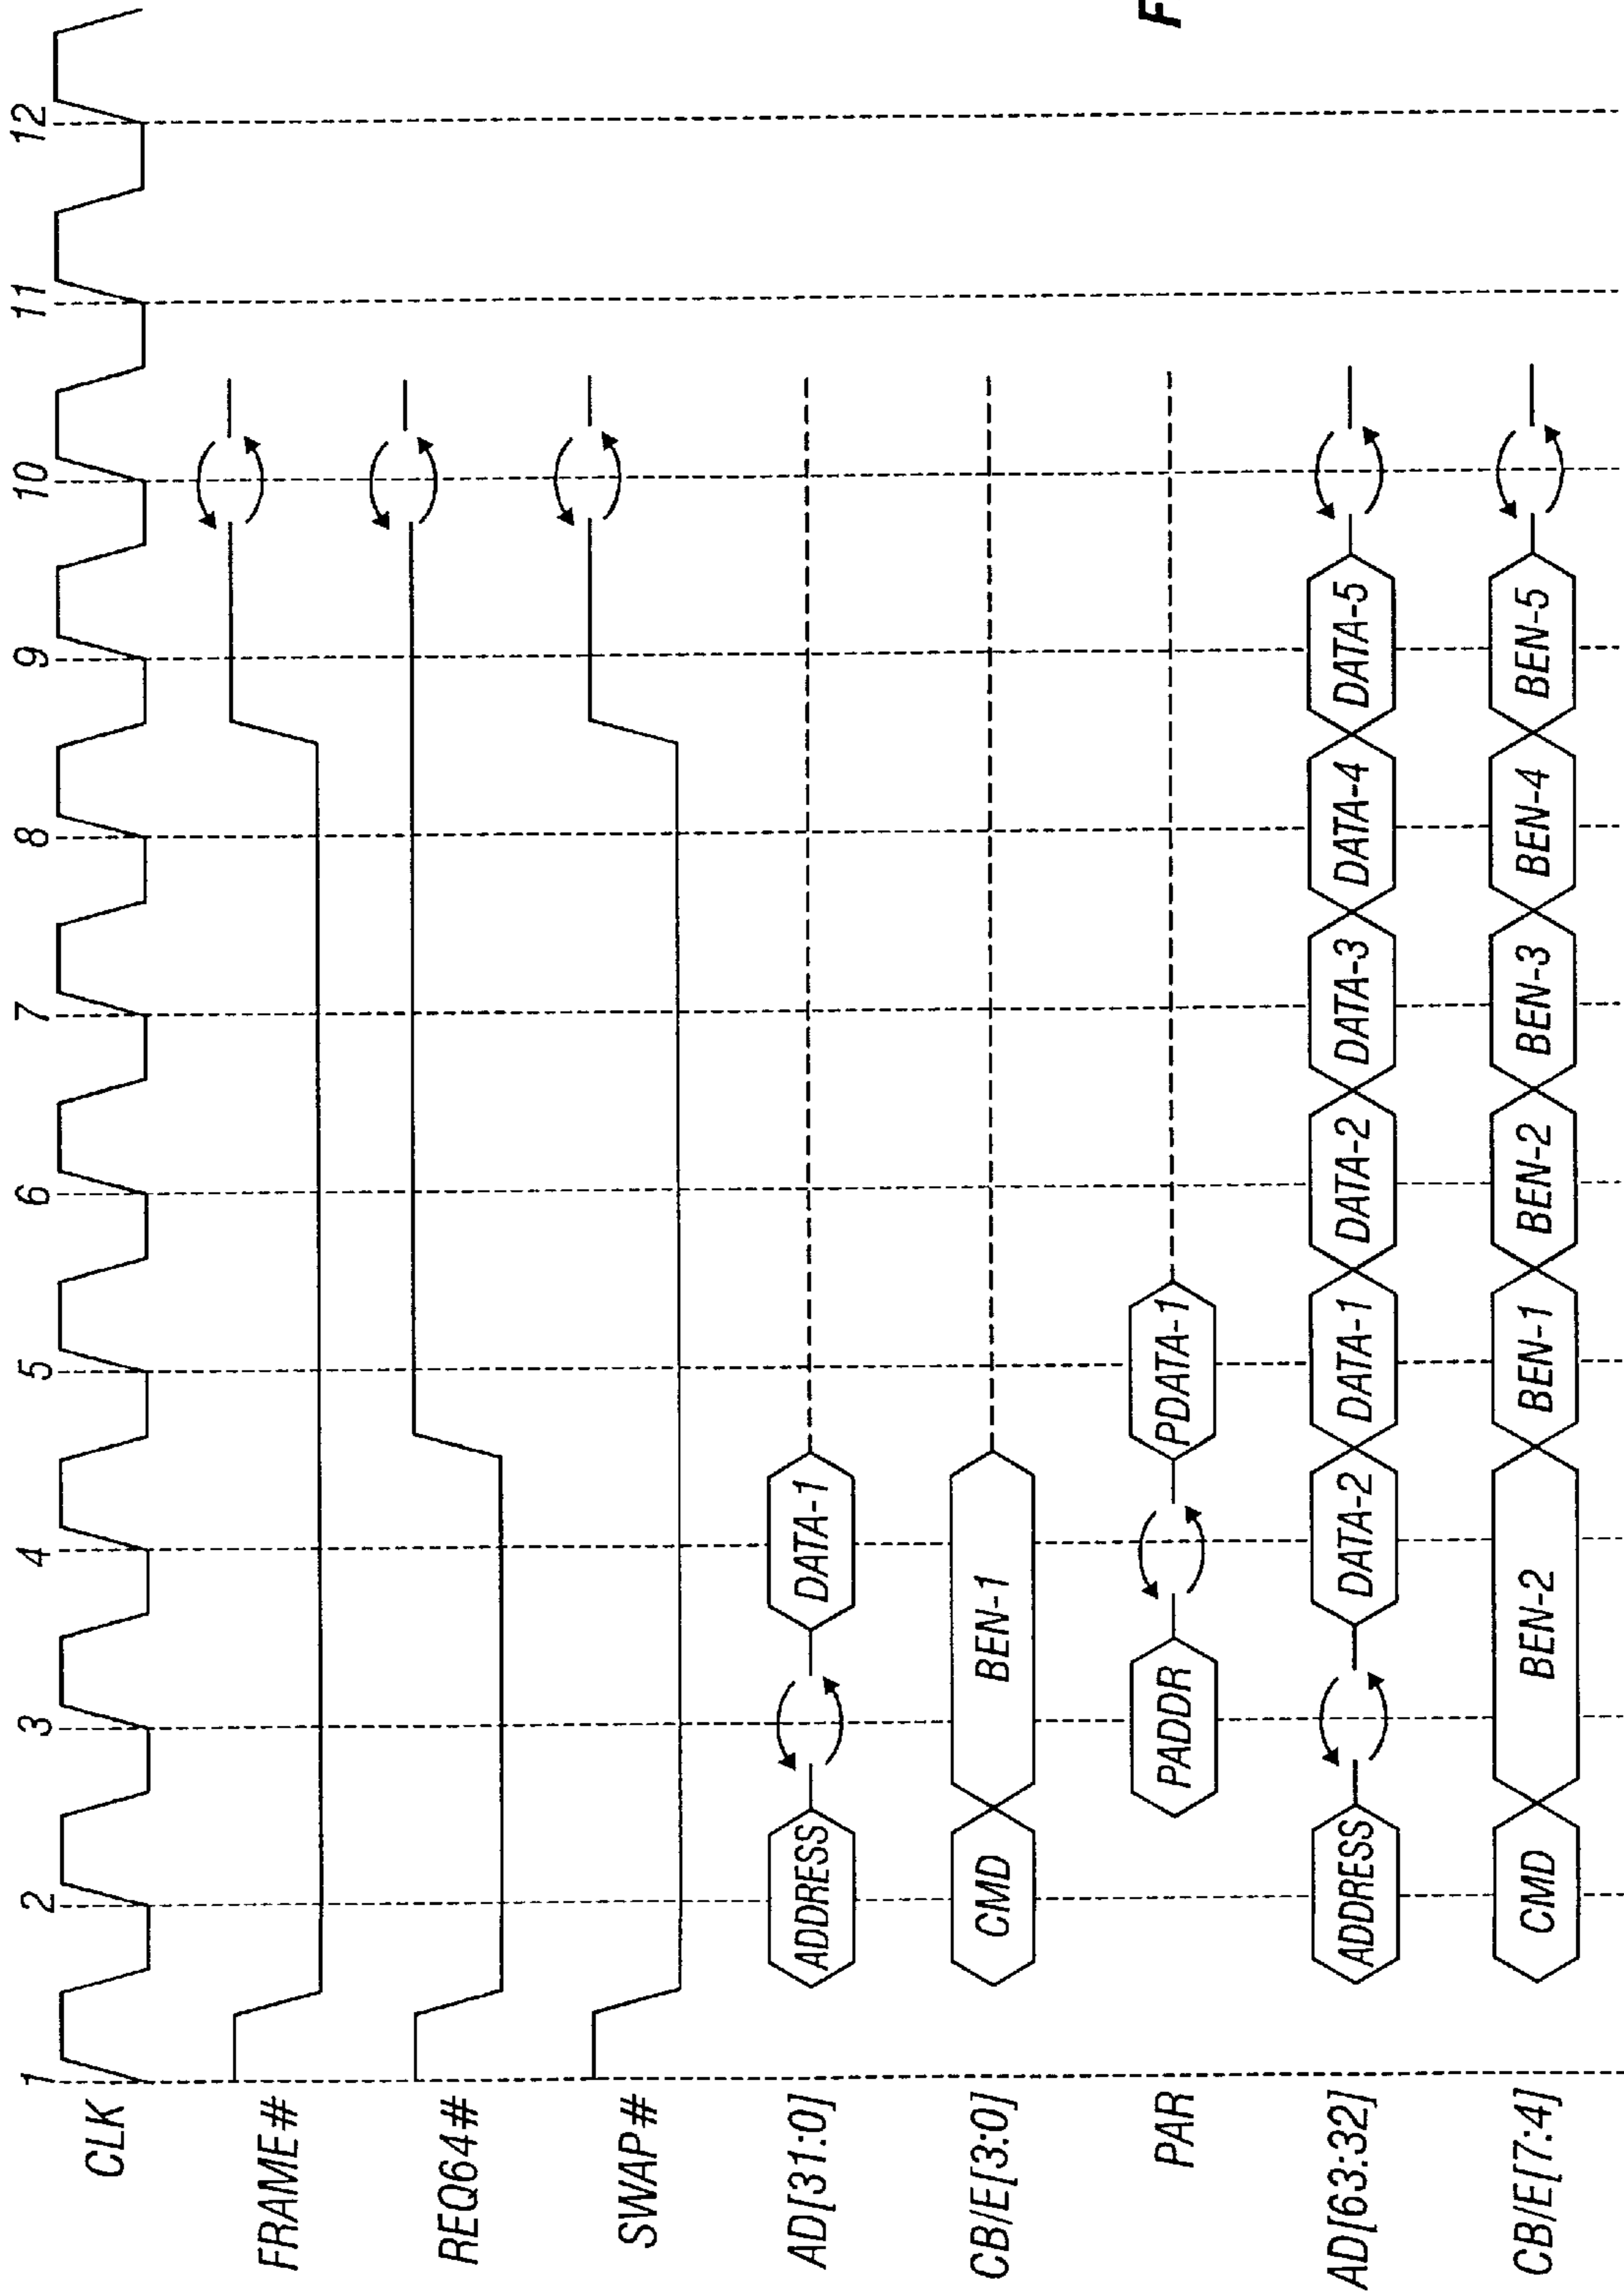 1 2 3 4 5 6 7 8 9 10 11 12
CLK
FRAME#
REQ64#
SWAP#
AD[31:0] ADDRESS DATA-1
CB/E[3:0] CMD BEN-1
PAR PADDR PDATA-1
AD[63:32] ADDRESS DATA-2 DATA-1 DATA-2 DATA-3 DATA-4 DATA-5
CB/E[7:4] CMD BEN-2 BEN-1 BEN-2 BEN-3 BEN-4 BEN-5
F